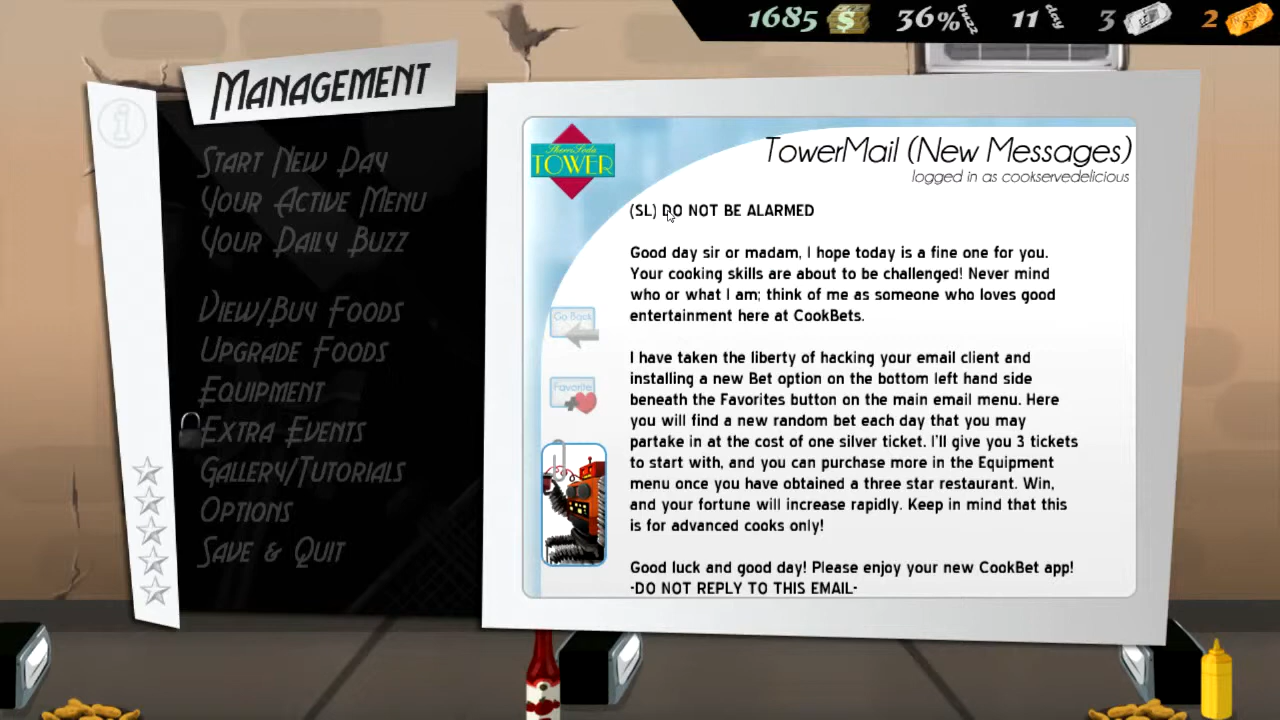 1685 $ 36% buzz 11 day 3 2
Management
Start New Day
Your Active Menu
Your Daily Buzz
View/Buy Foods
Upgrade Foods
Equipment
Extra Events
Gallery/Tutorials
Options
Save & Quit
SherriSoda
TOWER
TowerMail (New Messages)
logged in as cookservedelicious
Go Back
Favorite
(SL) DO NOT BE ALARMED
Good day sir or madam, I hope today is a fine one for you.
Your cooking skills are about to be challenged! Never mind
who or what I am; think of me as someone who loves good
entertainment here at CookBets.
I have taken the liberty of hacking your email client and
installing a new Bet option on the bottom left hand side
beneath the Favorites button on the main email menu. Here
you will find a new random bet each day that you may
partake in at the cost of one silver ticket. I'll give you 3 tickets
to start with, and you can purchase more in the Equipment
menu once you have obtained a three star restaurant. Win,
and your fortune will increase rapidly. Keep in mind that this
is for advanced cooks only!
Good luck and good day! Please enjoy your new CookBet app!
-DO NOT REPLY TO THIS EMAIL-